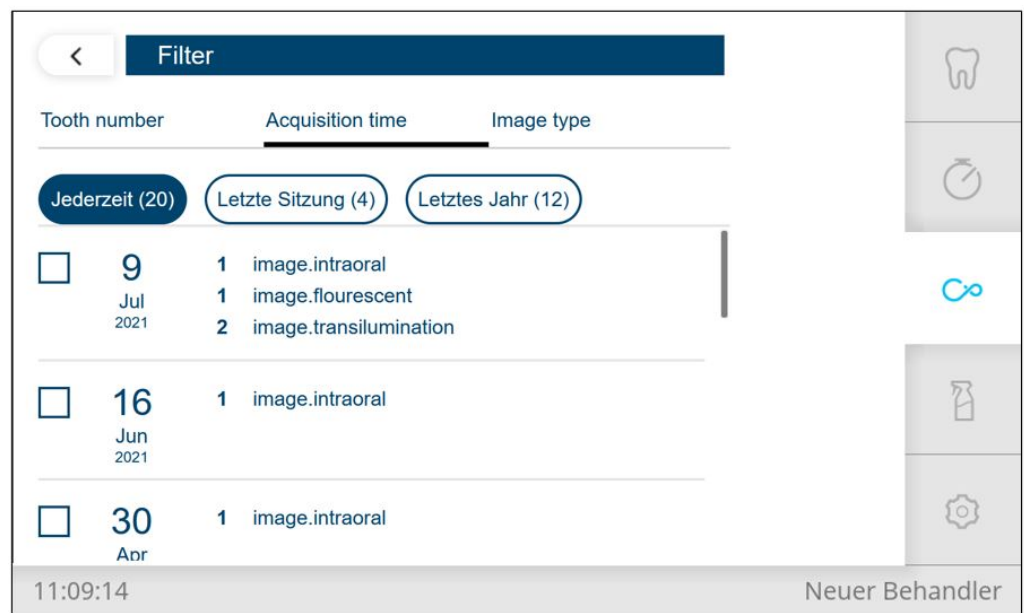 Filter
Tooth number Acquisition time Image type
Jederzeit (20) Letzte Sitzung (4) Letztes Jahr (12)
9 1 image.intraoral
Jul 1 image.flourescent
2021 2 image.transilumination
16 1 image.intraoral
Jun
2021
30 1 image.intraoral
Apr
11:09:14 Neuer Behandler